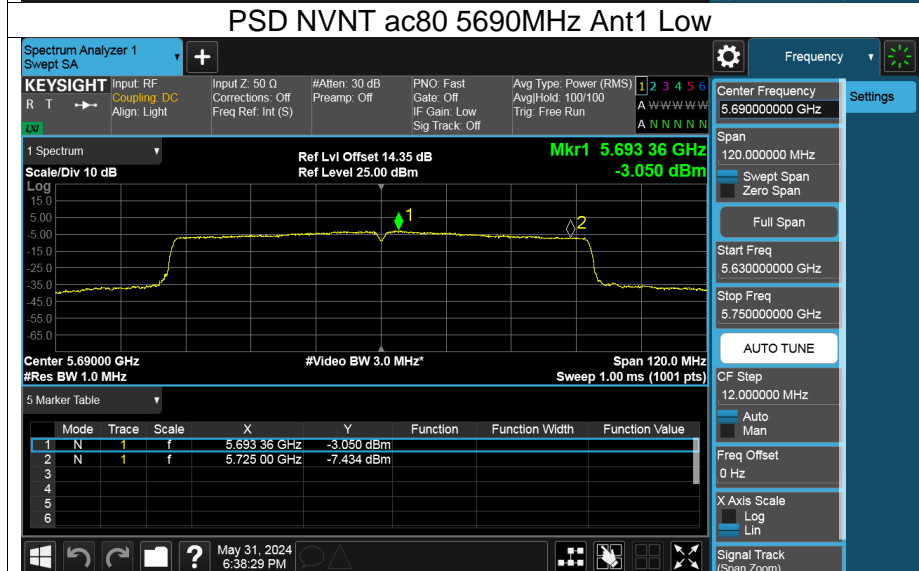 PSD NVNT ac80 5690MHz Ant1 Low
Spectrum Analyzer 1
Swept SA
+
Frequency
KEYSIGHT
R T
LXI
Input: RF
Coupling: DC
Align: Light
Input Z: 50 Ω
Corrections: Off
Freq Ref: Int (S)
#Atten: 30 dB
Preamp: Off
PNO: Fast
Gate: Off
IF Gain: Low
Sig Track: Off
Avg Type: Power (RMS)
Avg|Hold: 100/100
Trig: Free Run
1 2 3 4 5 6
A W W W W W
A N N N N N
1 Spectrum
Scale/Div 10 dB
Ref Lvl Offset 14.35 dB
Ref Level 25.00 dBm
Mkr1 5.693 36 GHz
-3.050 dBm
Log
15.0
5.00
-5.00
-15.0
-25.0
-35.0
-45.0
-55.0
-65.0
1
2
Center 5.69000 GHz
#Res BW 1.0 MHz
#Video BW 3.0 MHz*
Span 120.0 MHz
Sweep 1.00 ms (1001 pts)
5 Marker Table
Mode Trace Scale X Y Function Function Width Function Value
1 N 1 f 5.693 36 GHz -3.050 dBm
2 N 1 f 5.725 00 GHz -7.434 dBm
3
4
5
6
?
May 31, 2024
6:38:29 PM
Center Frequency
5.690000000 GHz
Settings
Span
120.000000 MHz
Swept Span
Zero Span
Full Span
Start Freq
5.630000000 GHz
Stop Freq
5.750000000 GHz
AUTO TUNE
CF Step
12.000000 MHz
Auto
Man
Freq Offset
0 Hz
X Axis Scale
Log
Lin
Signal Track
(Span Zoom)